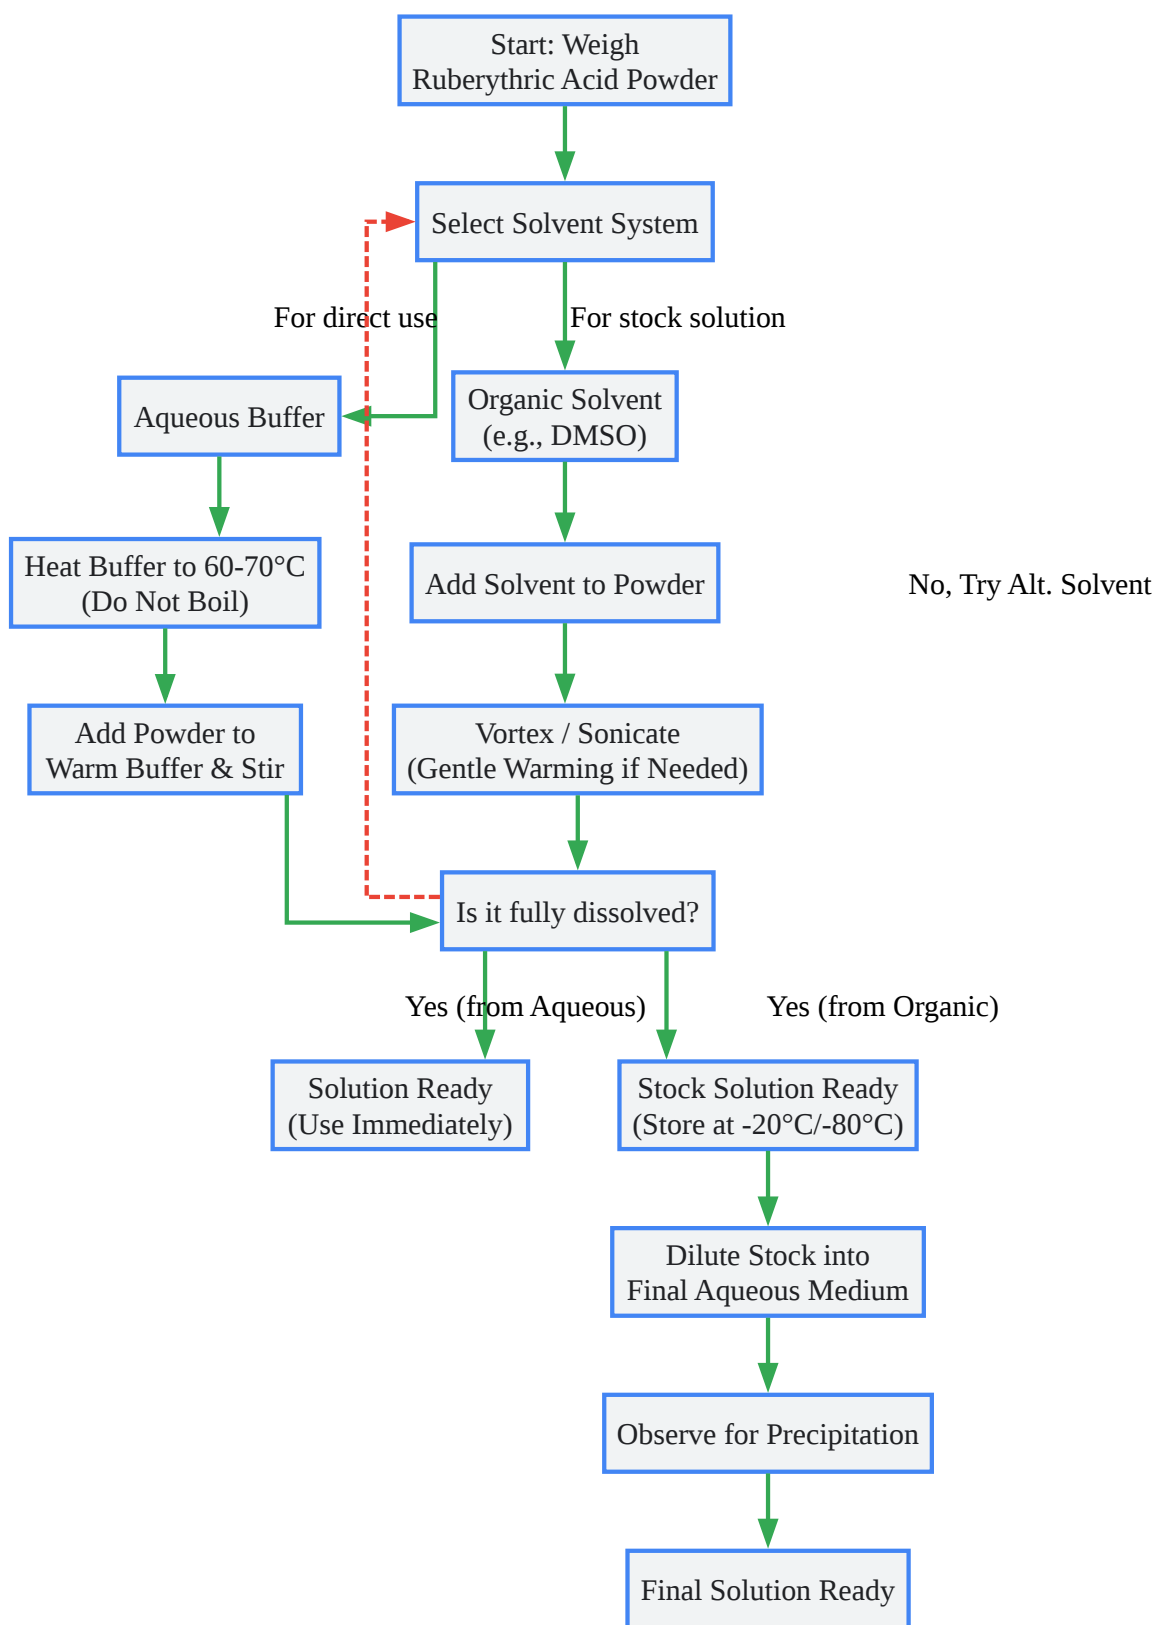 Start: Weigh
Ruberythric Acid Powder
Select Solvent System
For direct use
For stock solution
Aqueous Buffer
Organic Solvent
(e.g., DMSO)
Heat Buffer to 60-70°C
(Do Not Boil)
Add Solvent to Powder
No, Try Alt. Solvent
Add Powder to
Warm Buffer & Stir
Vortex / Sonicate
(Gentle Warming if Needed)
Is it fully dissolved?
Yes (from Aqueous)
Yes (from Organic)
Solution Ready
(Use Immediately)
Stock Solution Ready
(Store at -20°C/-80°C)
Dilute Stock into
Final Aqueous Medium
Observe for Precipitation
Final Solution Ready